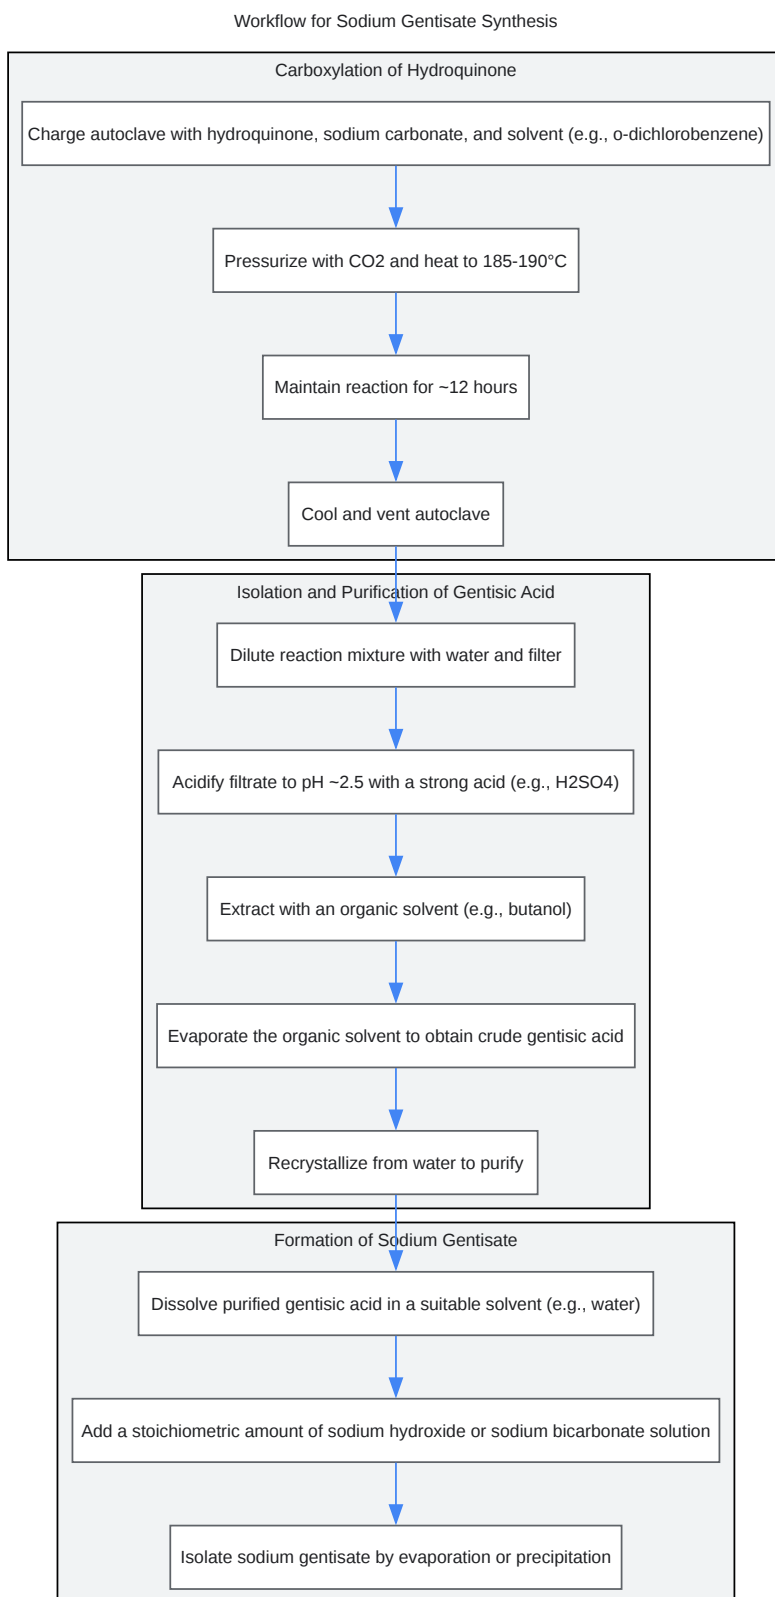 Workflow for Sodium Gentisate Synthesis
Carboxylation of Hydroquinone
Charge autoclave with hydroquinone, sodium carbonate, and solvent (e.g., o-dichlorobenzene)
Pressurize with CO2 and heat to 185-190°C
Maintain reaction for ~12 hours
Cool and vent autoclave
Isolation and Purification of Gentisic Acid
Dilute reaction mixture with water and filter
Acidify filtrate to pH ~2.5 with a strong acid (e.g., H2SO4)
Extract with an organic solvent (e.g., butanol)
Evaporate the organic solvent to obtain crude gentisic acid
Recrystallize from water to purify
Formation of Sodium Gentisate
Dissolve purified gentisic acid in a suitable solvent (e.g., water)
Add a stoichiometric amount of sodium hydroxide or sodium bicarbonate solution
Isolate sodium gentisate by evaporation or precipitation